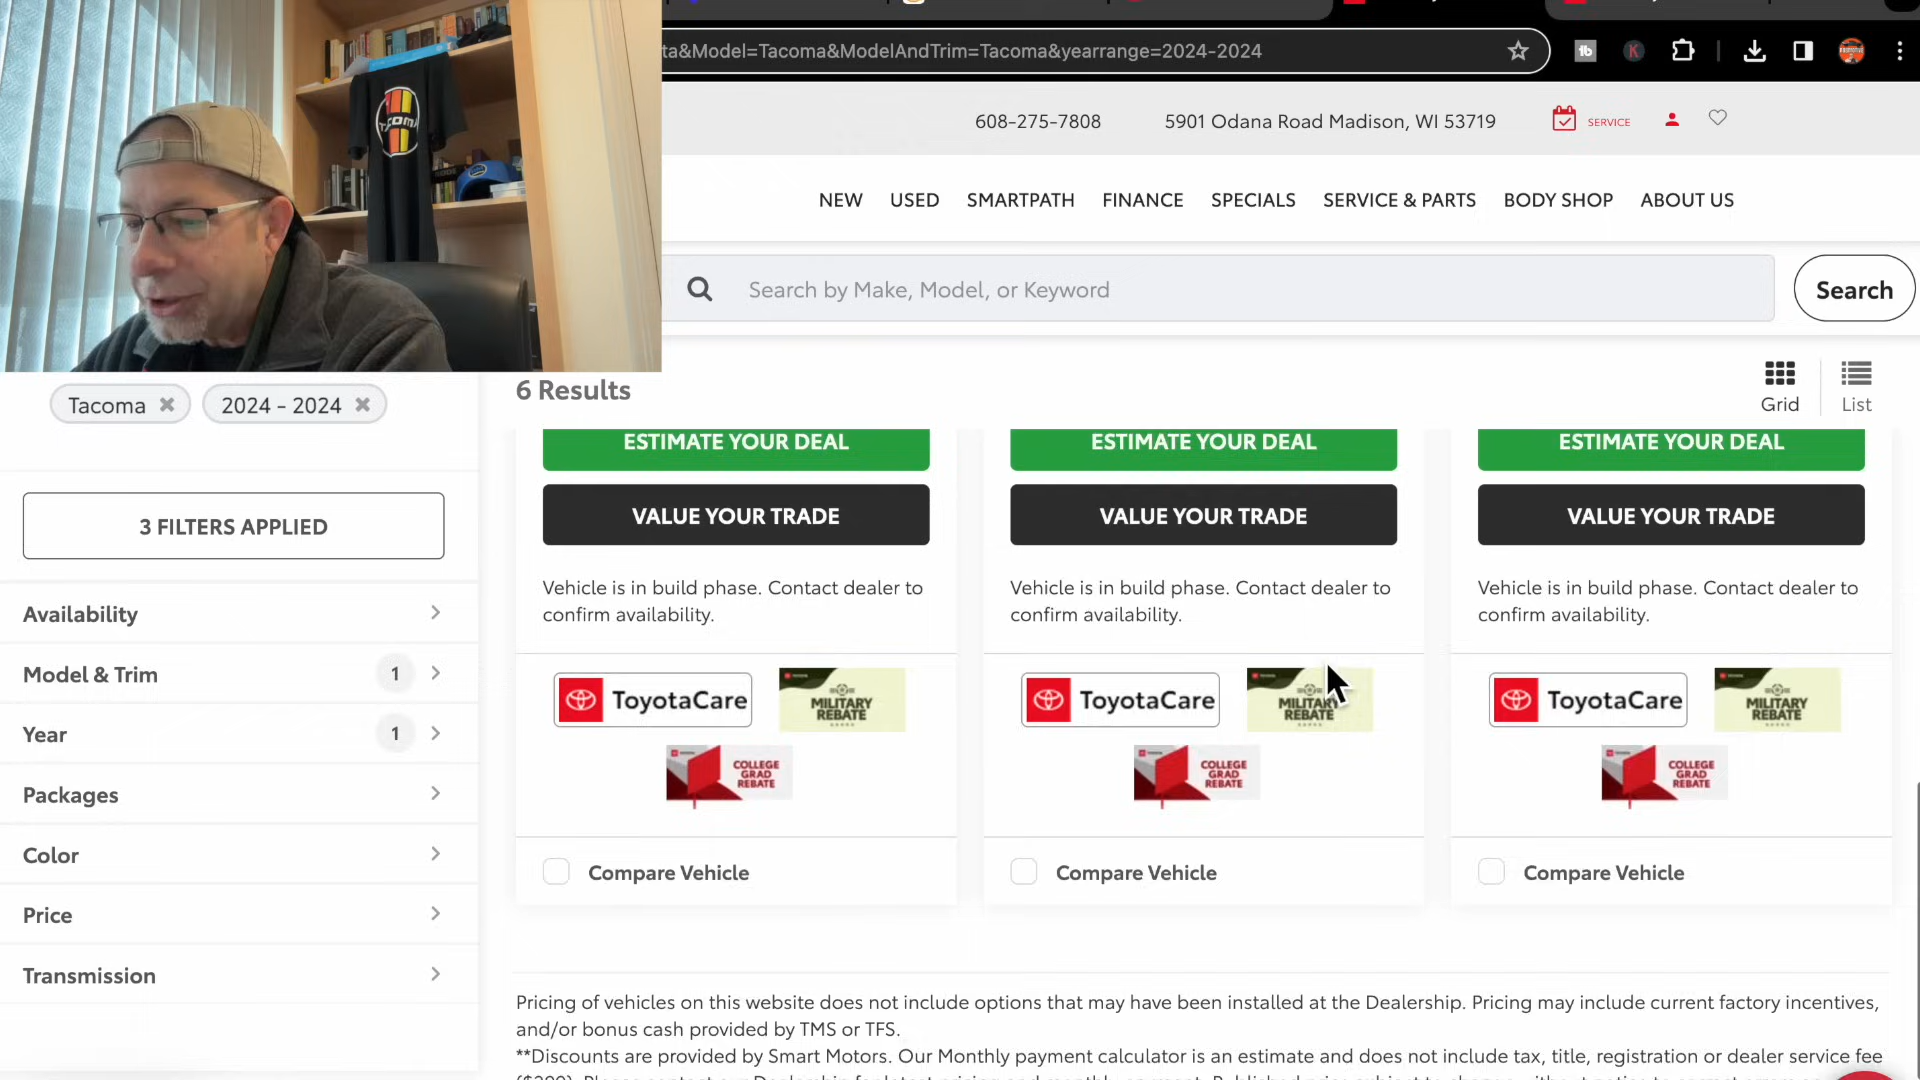 ta&Model=Tacoma&ModelAndTrim=Tacoma&yearrange=2024-2024
608-275-7808 5901 Odana Road Madison, WI 53719 SERVICE
NEW USED SMARTPATH FINANCE SPECIALS SERVICE & PARTS BODY SHOP ABOUT US
Search by Make, Model, or Keyword Search
6 Results
Grid List
Tacoma 2024 - 2024
3 FILTERS APPLIED
Availability
Model & Trim 1
Year 1
Packages
Color
Price
Transmission
ESTIMATE YOUR DEAL ESTIMATE YOUR DEAL ESTIMATE YOUR DEAL
VALUE YOUR TRADE VALUE YOUR TRADE VALUE YOUR TRADE
Vehicle is in build phase. Contact dealer to Vehicle is in build phase. Contact dealer to Vehicle is in build phase. Contact dealer to
confirm availability. confirm availability. confirm availability.
ToyotaCare MILITARY REBATE ToyotaCare MILITARY REBATE ToyotaCare MILITARY REBATE
COLLEGE GRAD REBATE COLLEGE GRAD REBATE COLLEGE GRAD REBATE
Compare Vehicle Compare Vehicle Compare Vehicle
Pricing of vehicles on this website does not include options that may have been installed at the Dealership. Pricing may include current factory incentives,
and/or bonus cash provided by TMS or TFS.
**Discounts are provided by Smart Motors. Our Monthly payment calculator is an estimate and does not include tax, title, registration or dealer service fee